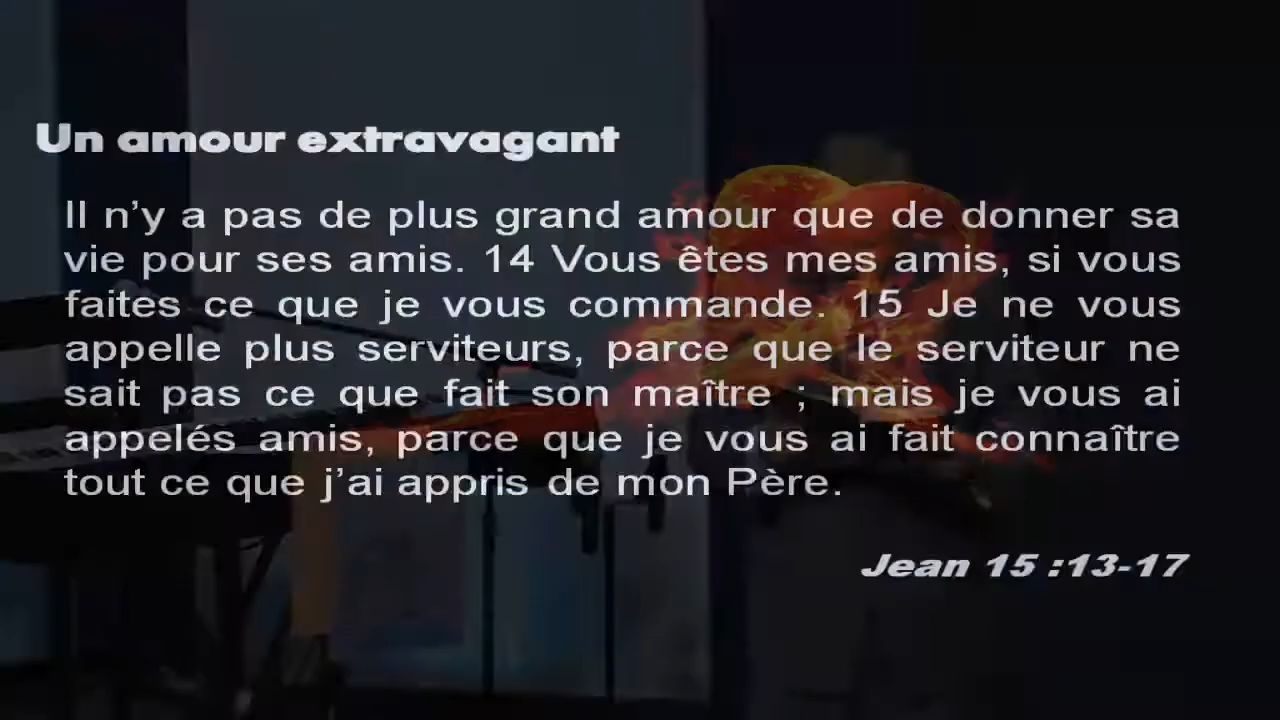 Un amour extravagant
Il n’y a pas de plus grand amour que de donner sa
vie pour ses amis. 14 Vous êtes mes amis, si vous
faites ce que je vous commande. 15 Je ne vous
appelle plus serviteurs, parce que le serviteur ne
sait pas ce que fait son maître ; mais je vous ai
appelés amis, parce que je vous ai fait connaître
tout ce que j’ai appris de mon Père.
Jean 15 :13-17